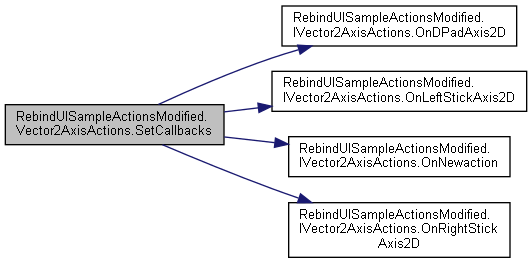 RebindUISampleActionsModified.
IVector2AxisActions.OnDPadAxis2D
RebindUISampleActionsModified.
IVector2AxisActions.OnLeftStickAxis2D
RebindUISampleActionsModified.
Vector2AxisActions.SetCallbacks
RebindUISampleActionsModified.
IVector2AxisActions.OnNewaction
RebindUISampleActionsModified.
IVector2AxisActions.OnRightStick
Axis2D